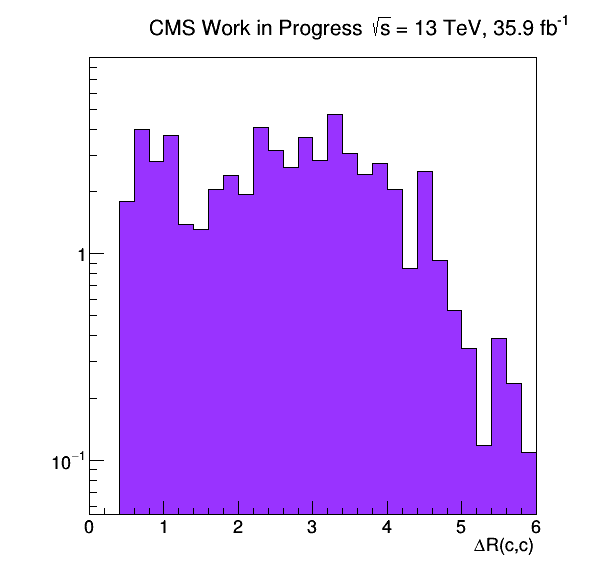 CMS Work in Progress √s = 13 TeV, 35.9 fb⁻¹
1
10⁻¹
0 1 2 3 4 5 6
ΔR(c,c)